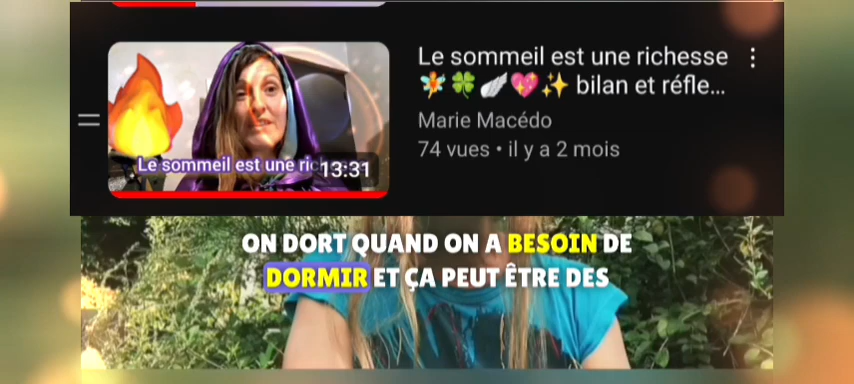 Le sommeil est une richesse
🧚🍀🪽💖✨ bilan et réfle...
Marie Macédo
74 vues • il y a 2 mois
Le sommeil est une ric
13:31
ON DORT QUAND ON A BESOIN DE
DORMIR ET ÇA PEUT ÊTRE DES